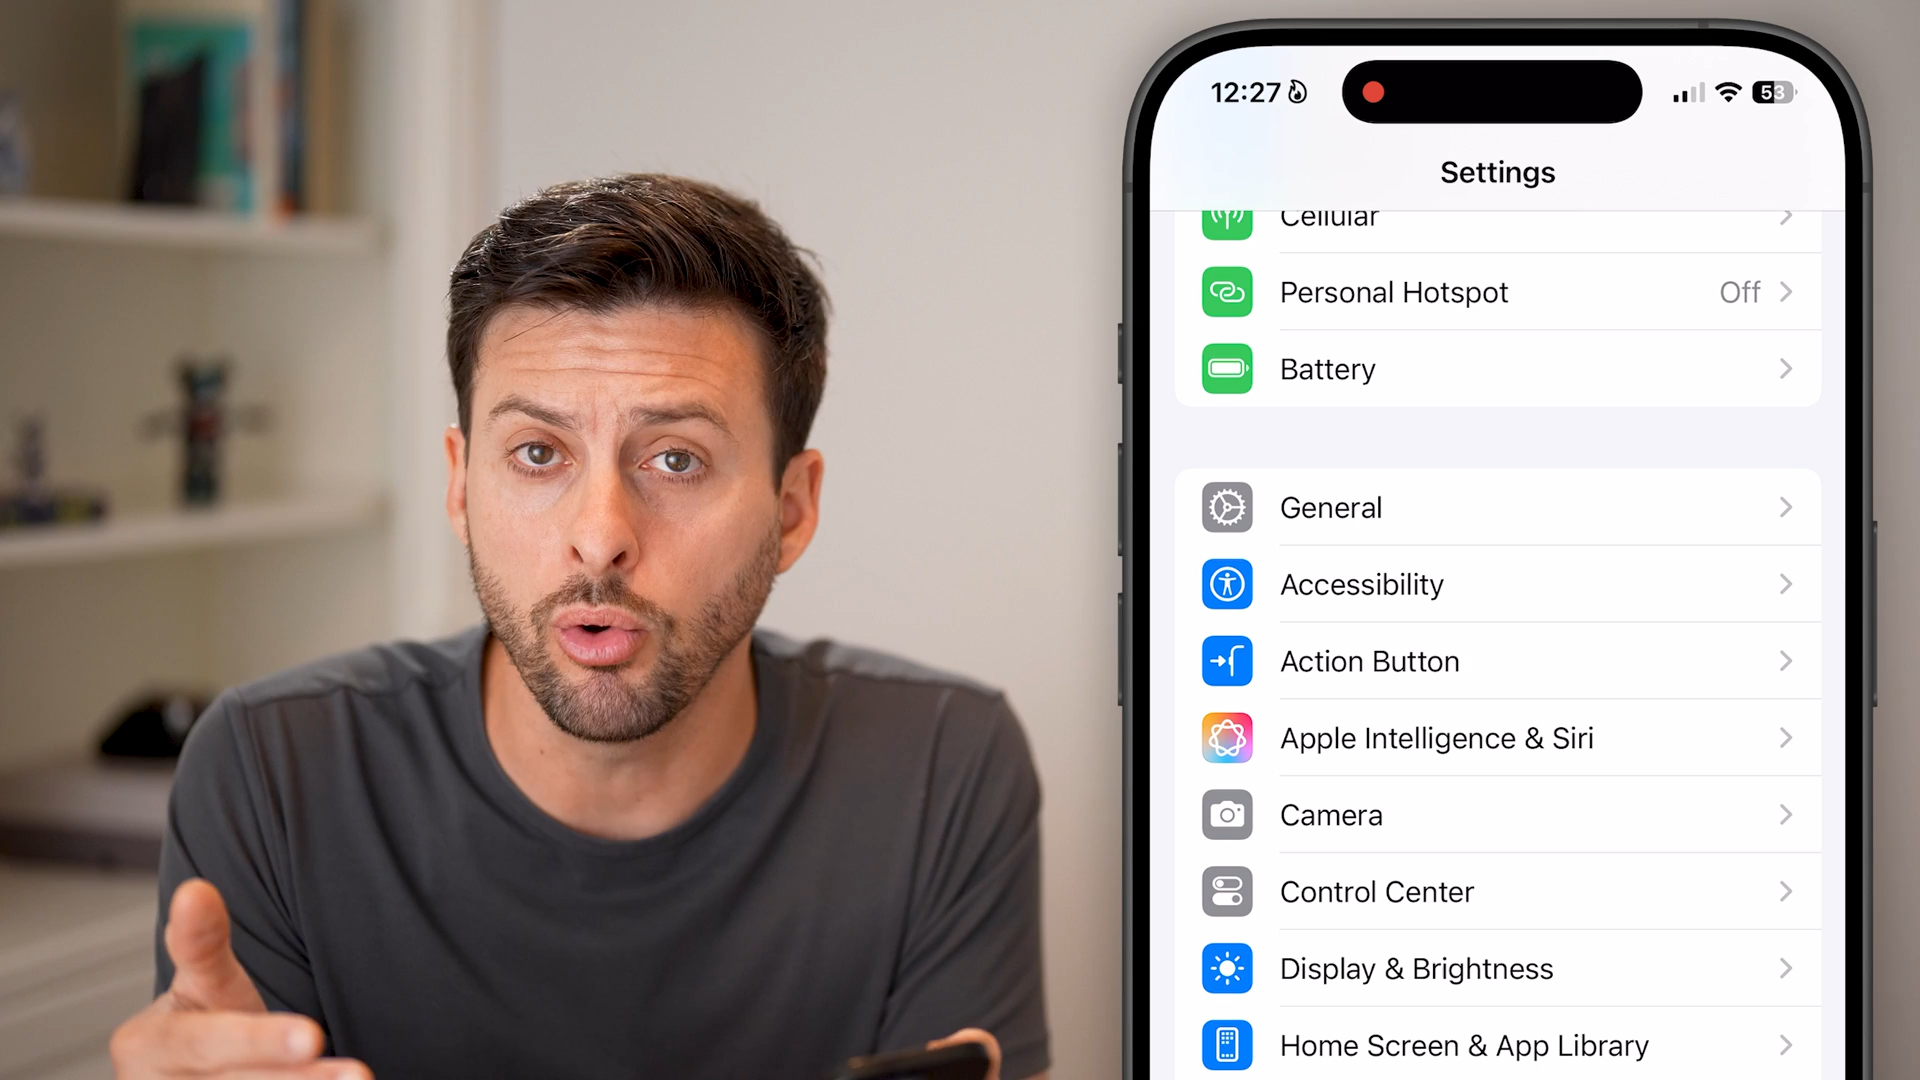 12:27
53
Settings
Cellular
Personal Hotspot Off
Battery
General
Accessibility
Action Button
Apple Intelligence & Siri
Camera
Control Center
Display & Brightness
Home Screen & App Library